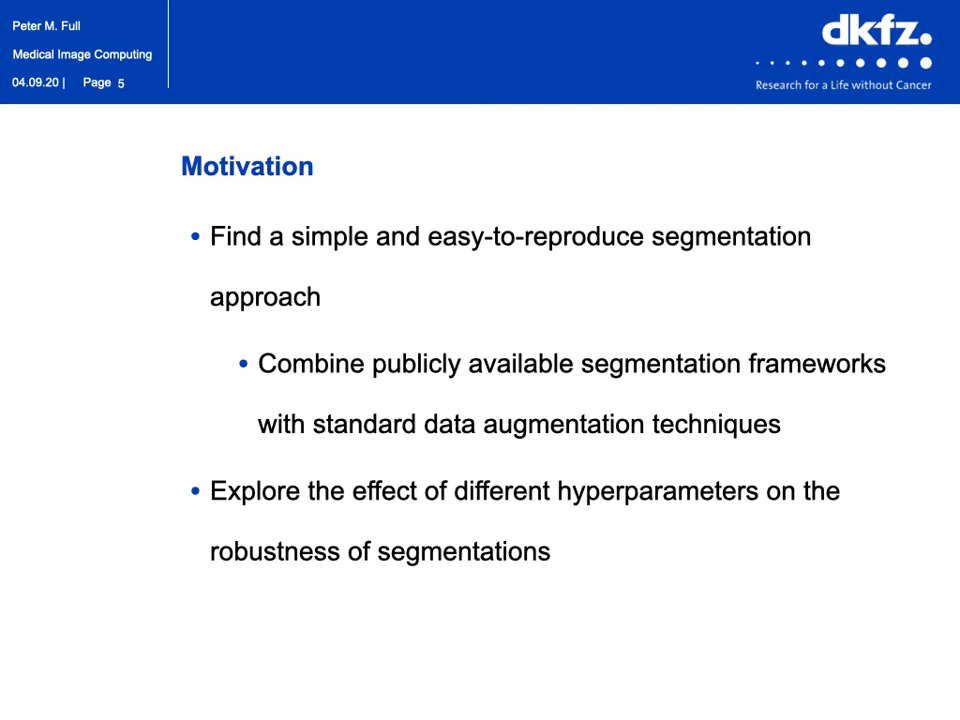 Peter M. Full
Medical Image Computing
04.09.20 | Page 5
dkfz.
Research for a Life without Cancer
Motivation
• Find a simple and easy-to-reproduce segmentation
approach
• Combine publicly available segmentation frameworks
with standard data augmentation techniques
• Explore the effect of different hyperparameters on the
robustness of segmentations